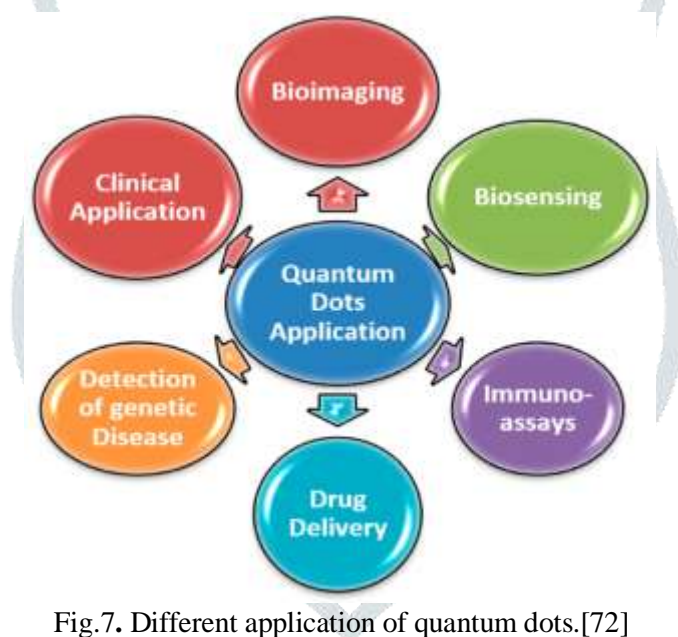 Bioimaging
Clinical
Application
Biosensing
Quantum
Dots
Application
Detection
of genetic
Disease
Immuno-
assays
Drug
Delivery
Fig.7. Different application of quantum dots.[72]